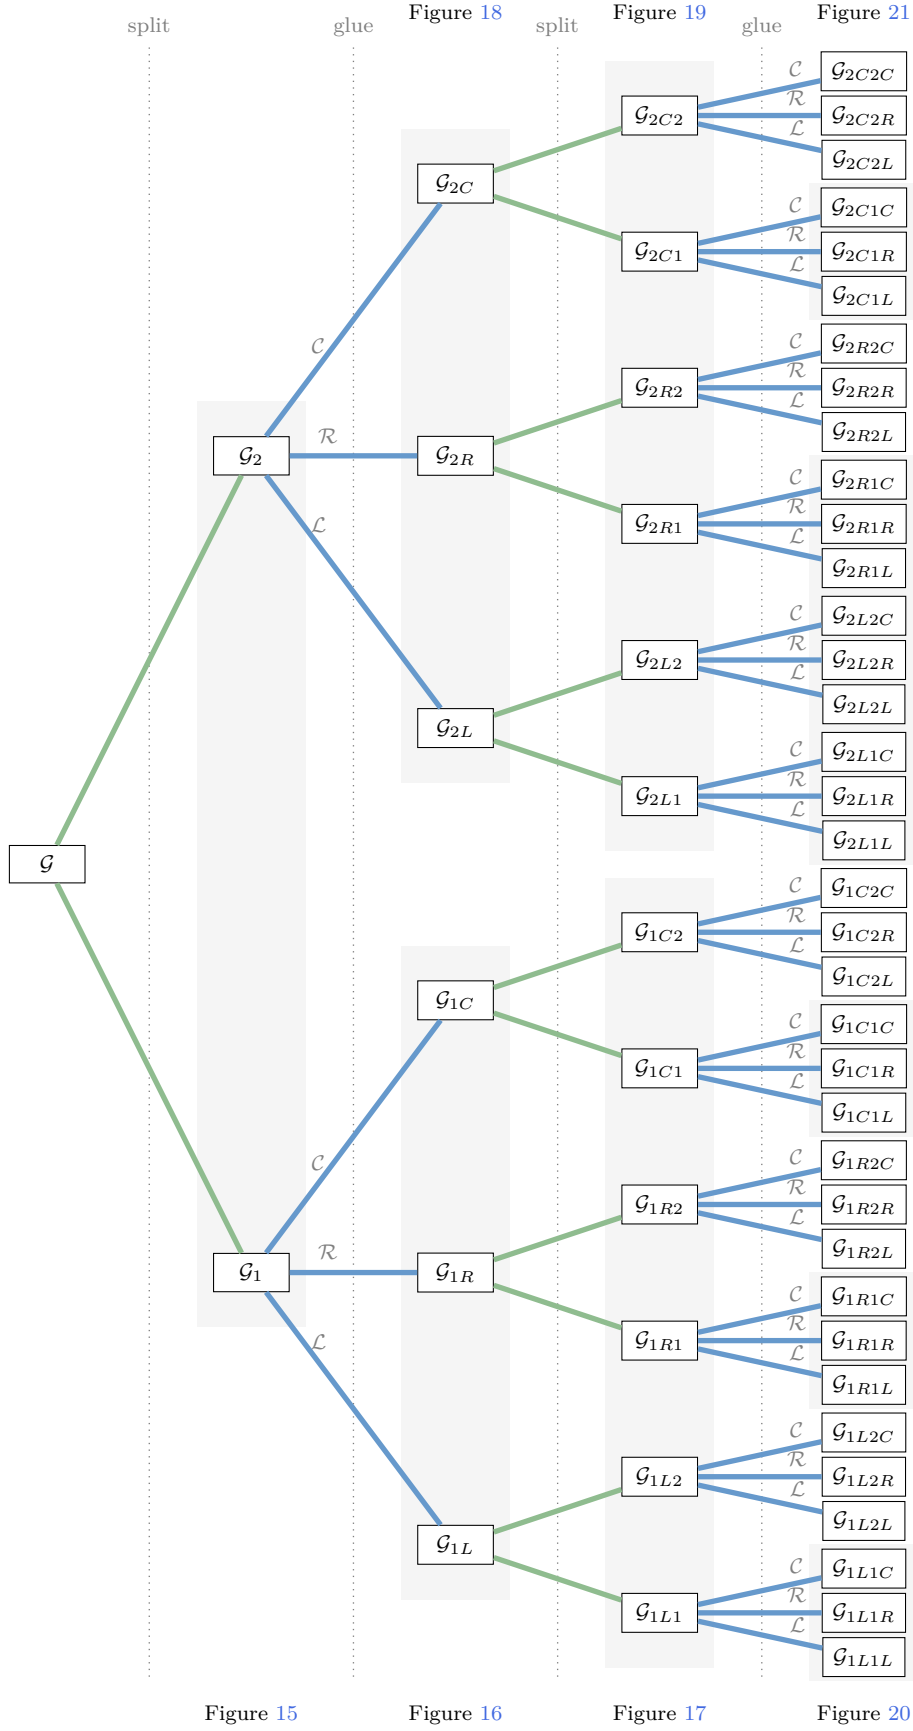 Figure 18 Figure 19 Figure 21
split glue split glue
𝒞 𝒢2C2C
𝒢2C2 ℛ 𝒢2C2R
ℒ 𝒢2C2L
𝒢2C
𝒞 𝒢2C1C
𝒢2C1 ℛ 𝒢2C1R
ℒ 𝒢2C1L
𝒞
𝒞 𝒢2R2C
𝒢2R2 ℛ 𝒢2R2R
ℒ 𝒢2R2L
𝒢2 ℛ 𝒢2R
𝒞 𝒢2R1C
𝒢2R1 ℛ 𝒢2R1R
ℒ 𝒢2R1L
ℒ
𝒞 𝒢2L2C
𝒢2L2 ℛ 𝒢2L2R
ℒ 𝒢2L2L
𝒢2L
𝒞 𝒢2L1C
𝒢2L1 ℛ 𝒢2L1R
ℒ 𝒢2L1L
𝒢
𝒞 𝒢1C2C
𝒢1C2 ℛ 𝒢1C2R
ℒ 𝒢1C2L
𝒢1C
𝒞 𝒢1C1C
𝒢1C1 ℛ 𝒢1C1R
ℒ 𝒢1C1L
𝒞
𝒞 𝒢1R2C
𝒢1R2 ℛ 𝒢1R2R
ℒ 𝒢1R2L
𝒢1 ℛ 𝒢1R
𝒞 𝒢1R1C
𝒢1R1 ℛ 𝒢1R1R
ℒ 𝒢1R1L
ℒ
𝒞 𝒢1L2C
𝒢1L2 ℛ 𝒢1L2R
ℒ 𝒢1L2L
𝒢1L
𝒞 𝒢1L1C
𝒢1L1 ℛ 𝒢1L1R
ℒ 𝒢1L1L
Figure 15 Figure 16 Figure 17 Figure 20